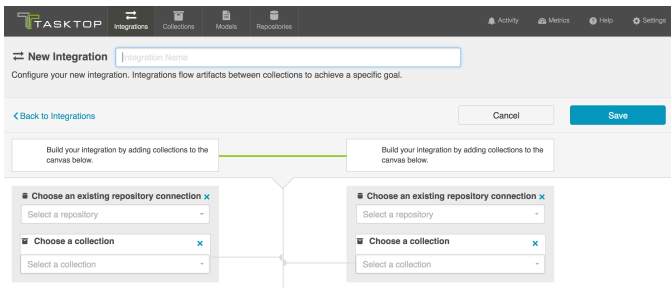 TASKTOP
Integrations
Collections
Models
Repositories
Activity
Metrics
Help
Settings
New Integration
Integration Name
Configure your new integration. Integrations flow artifacts between collections to achieve a specific goal.
Back to Integrations
Cancel
Save
Build your integration by adding collections to the
canvas below.
Build your integration by adding collections to the
canvas below.
Choose an existing repository connection
Select a repository
Choose a collection
Select a collection
Choose an existing repository connection
Select a repository
Choose a collection
Select a collection